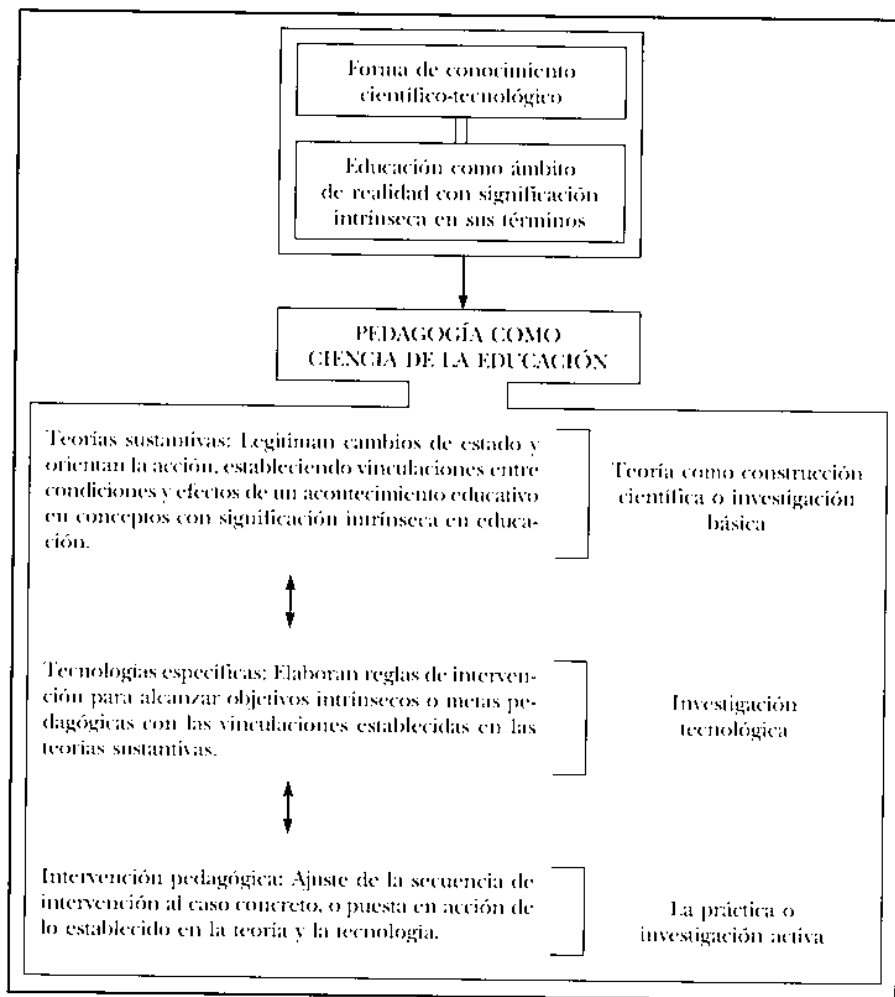 Forma de conocimiento
científico-tecnológico
Educación como ámbito
de realidad con significación
intrínseca en sus términos
PEDAGOGÍA COMO
CIENCIA DE LA EDUCACIÓN
Teorías sustantivas: Legitiman cambios de estado y
orientan la acción, estableciendo vinculaciones entre
condiciones y efectos de un acontecimiento educativo
en conceptos con significación intrínseca en educa-
ción.
Teoría como construcción
científica o investigación
básica
Tecnologías específicas: Elaboran reglas de interven-
ción para alcanzar objetivos intrínsecos o metas pe-
dagógicas con las vinculaciones establecidas en las
teorías sustantivas.
Investigación
tecnológica
Intervención pedagógica: Ajuste de la secuencia de
intervención al caso concreto, o puesta en acción de
lo establecido en la teoría y la tecnología.
La práctica o
investigación activa